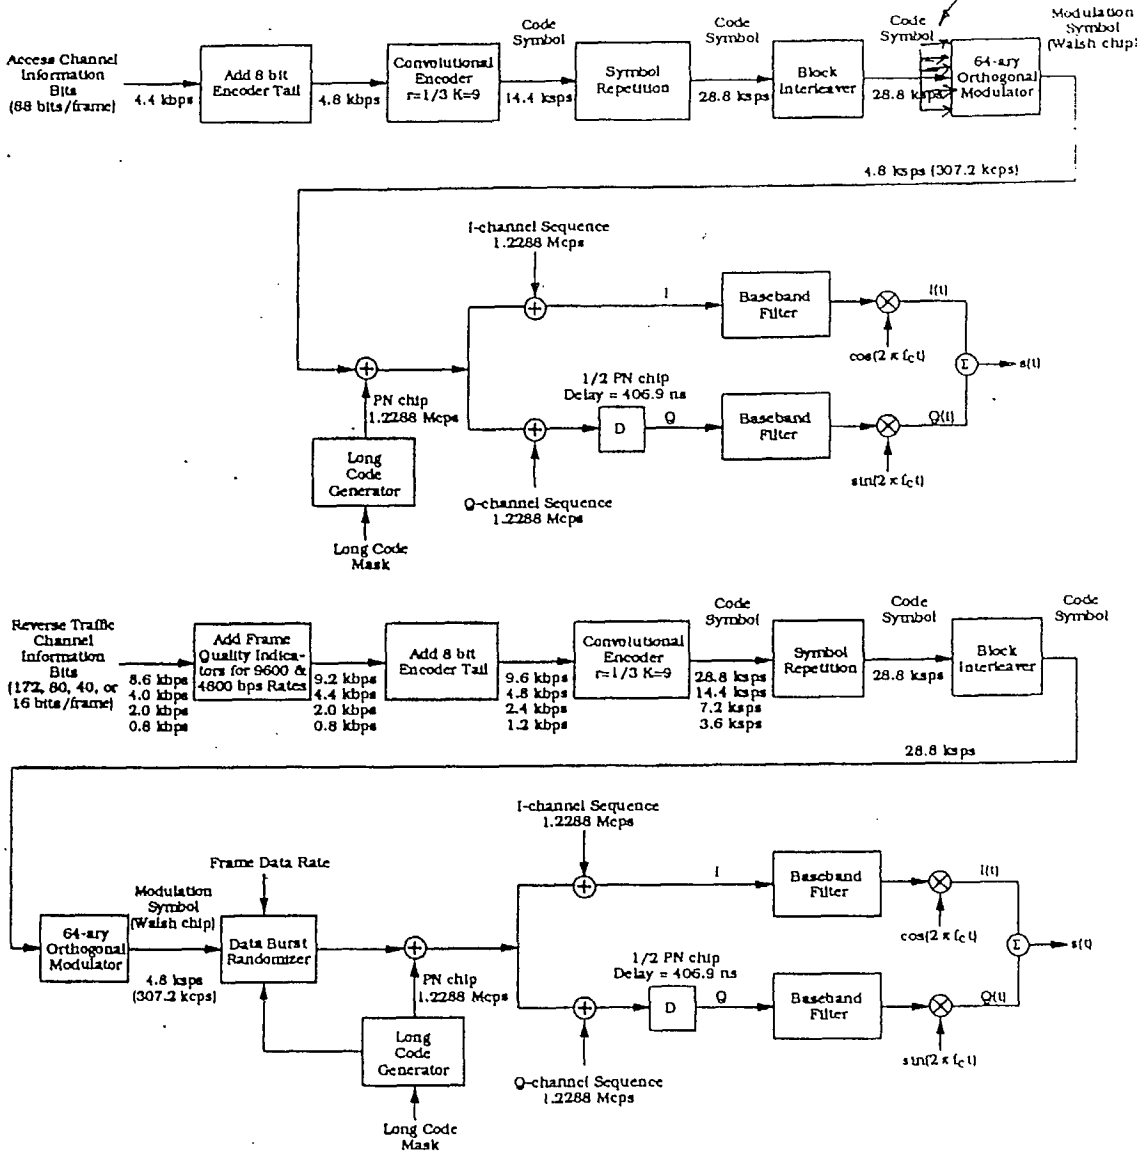 Access Channel
Information
Bits
(88 bits/frame)
4.4 kbps
Add 8 bit
Encoder Tail
4.8 kbps
Convolutional
Encoder
r=1/3 K=9
Code
Symbol
14.4 ksps
Symbol
Repetition
Code
Symbol
28.8 ksps
Block
Interleaver
Code
Symbol
28.8 ksps
64-ary
Orthogonal
Modulator
Modulation
Symbol
(Walsh chip)
4.8 ksps (307.2 kcps)
I-channel Sequence
1.2288 Mcps
I
Baseband
Filter
I(t)
cos(2 π f_c t)
PN chip
1.2288 Mcps
1/2 PN chip
Delay = 406.9 ns
D
Q
Baseband
Filter
Q(t)
sin(2 π f_c t)
Σ
s(t)
Long
Code
Generator
Q-channel Sequence
1.2288 Mcps
Long Code
Mask
Reverse Traffic
Channel
Information
Bits
(172, 80, 40, or
16 bits/frame)
8.6 kbps
4.0 kbps
2.0 kbps
0.8 kbps
Add Frame
Quality Indica-
tors for 9600 &
4800 bps Rates
9.2 kbps
4.4 kbps
2.0 kbps
0.8 kbps
Add 8 bit
Encoder Tail
9.6 kbps
4.8 kbps
2.4 kbps
1.2 kbps
Convolutional
Encoder
r=1/3 K=9
Code
Symbol
28.8 ksps
14.4 ksps
7.2 ksps
3.6 ksps
Symbol
Repetition
Code
Symbol
28.8 ksps
Block
Interleaver
Code
Symbol
28.8 ksps
64-ary
Orthogonal
Modulator
Modulation
Symbol
(Walsh chip)
4.8 ksps
(307.2 kcps)
Frame Data Rate
Data Burst
Randomizer
PN chip
1.2288 Mcps
Long
Code
Generator
Long Code
Mask
I-channel Sequence
1.2288 Mcps
I
Baseband
Filter
I(t)
cos(2 π f_c t)
1/2 PN chip
Delay = 406.9 ns
D
Q
Baseband
Filter
Q(t)
sin(2 π f_c t)
Σ
s(t)
Q-channel Sequence
1.2288 Mcps